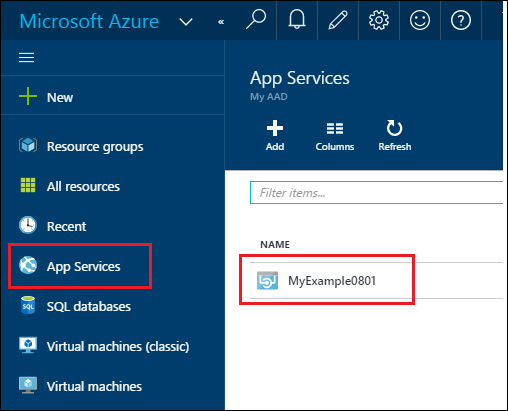 Microsoft Azure
«
App Services
My AAD
New
Add
Columns
Refresh
Resource groups
All resources
Filter items...
Recent
NAME
App Services
MyExample0801
SQL databases
Virtual machines (classic)
Virtual machines